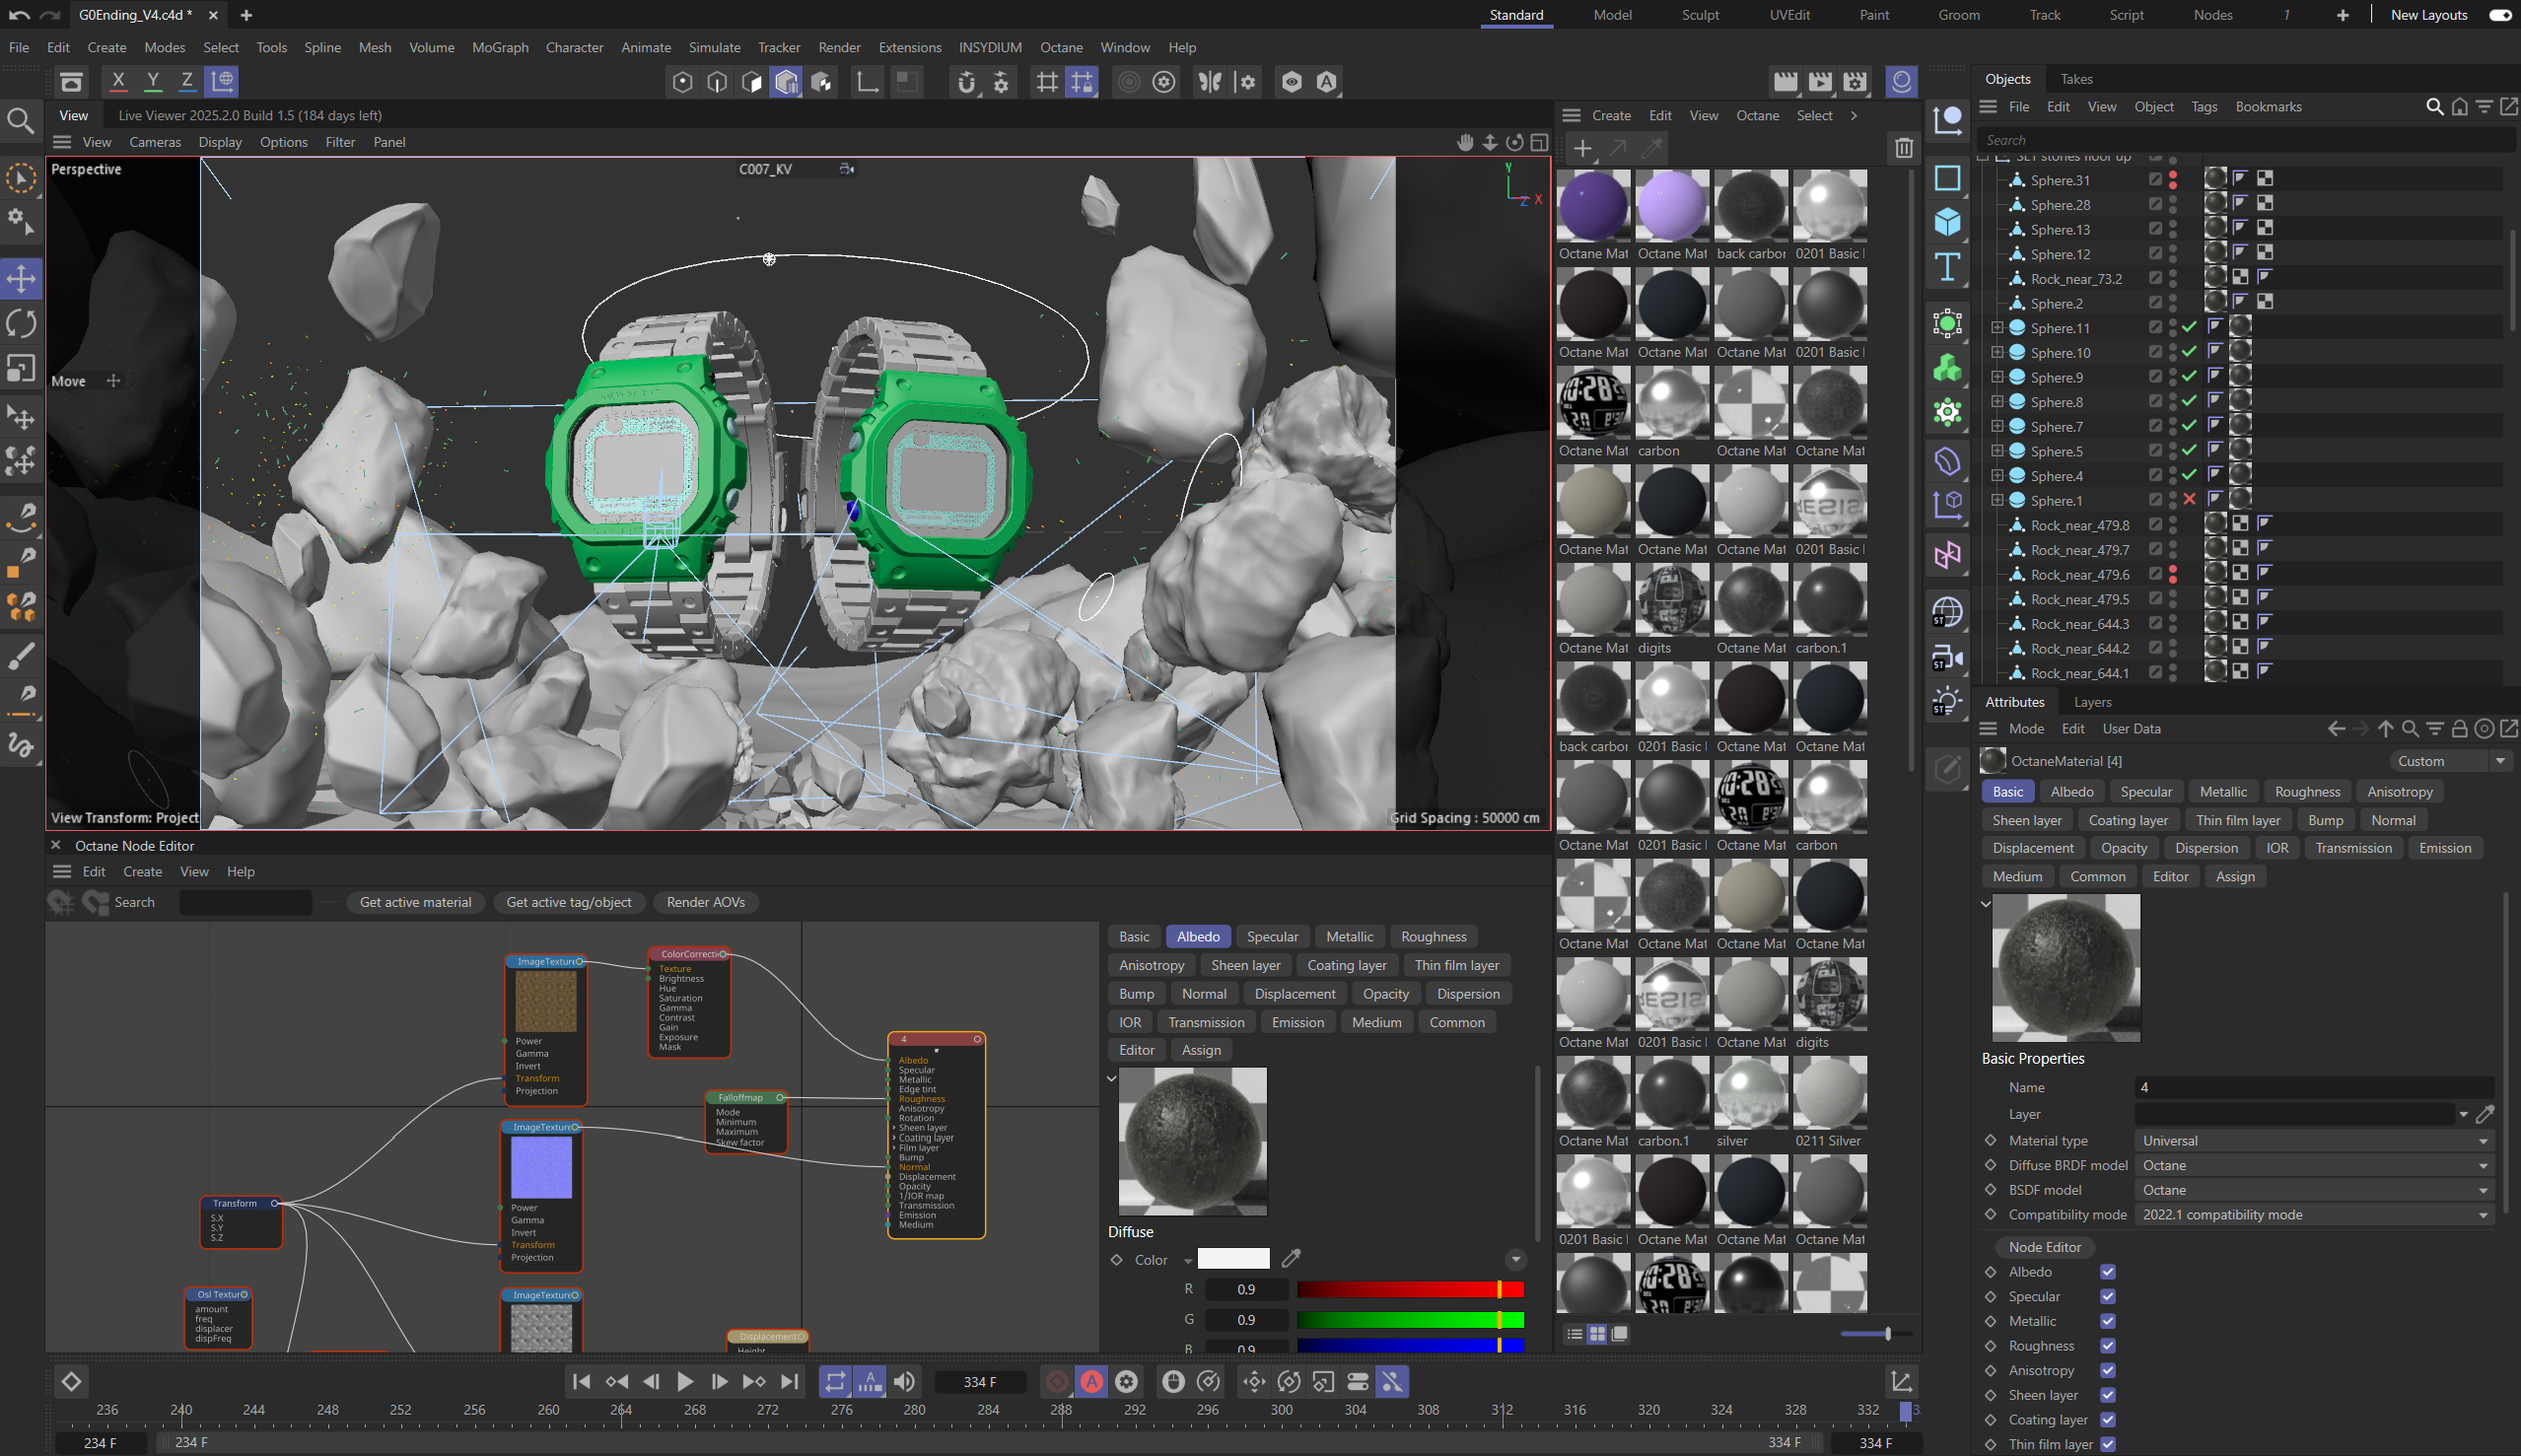 G0Ending_V4.c4d *
Standard Model Sculpt UVEdit Paint Groom Track Script Nodes 1 New Layouts
File Edit Create Modes Select Tools Spline Mesh Volume MoGraph Character Animate Simulate Tracker Render Extensions INSYDIUM Octane Window Help
X Y Z
View Live Viewer 2025.2.0 Build 1.5 (184 days left)
View Cameras Display Options Filter Panel
Perspective
C007_KV
Y
Z X
Move
View Transform: Project
Grid Spacing : 50000 cm
Octane Node Editor
Edit Create View Help
Search Get active material Get active tag/object Render AOVs
ImageTexture
Power
Gamma
Invert
Transform
Projection
ColorCorrecti
Texture
Brightness
Hue
Saturation
Gamma
Contrast
Gain
Exposure
Mask
Falloffmap
Mode
Minimum
Maximum
Skew factor
4
Albedo
Specular
Metallic
Edge tint
Roughness
Anisotropy
Rotation
Sheen layer
Coating layer
Film layer
Bump
Normal
Displacement
Opacity
1/IOR map
Transmission
Emission
Medium
ImageTexture
Power
Gamma
Invert
Transform
Projection
Transform
S.X
S.Y
S.Z
Osl Textur
amount
freq
displacer
dispFreq
ImageTexture
Displacement
Height
Basic Albedo Specular Metallic Roughness
Anisotropy Sheen layer Coating layer Thin film layer
Bump Normal Displacement Opacity Dispersion
IOR Transmission Emission Medium Common
Editor Assign
Diffuse
Color
R 0.9
G 0.9
B 0.9
Create Edit View Octane Select
Octane Mat Octane Mat back carbor 0201 Basic
Octane Mat Octane Mat Octane Mat 0201 Basic
Octane Mat carbon Octane Mat Octane Mat
Octane Mat Octane Mat Octane Mat 0201 Basic
Octane Mat digits Octane Mat carbon.1
back carbor 0201 Basic Octane Mat Octane Mat
Octane Mat 0201 Basic Octane Mat carbon
Octane Mat Octane Mat Octane Mat Octane Mat
Octane Mat 0201 Basic Octane Mat digits
Octane Mat carbon.1 silver 0211 Silver
0201 Basic Octane Mat Octane Mat Octane Mat
Objects Takes
File Edit View Object Tags Bookmarks
Search
SET stones floor up
Sphere.31
Sphere.28
Sphere.13
Sphere.12
Rock_near_73.2
Sphere.2
Sphere.11
Sphere.10
Sphere.9
Sphere.8
Sphere.7
Sphere.5
Sphere.4
Sphere.1
Rock_near_479.8
Rock_near_479.7
Rock_near_479.6
Rock_near_479.5
Rock_near_644.3
Rock_near_644.2
Rock_near_644.1
Attributes Layers
Mode Edit User Data
OctaneMaterial [4] Custom
Basic Albedo Specular Metallic Roughness Anisotropy
Sheen layer Coating layer Thin film layer Bump Normal
Displacement Opacity Dispersion IOR Transmission Emission
Medium Common Editor Assign
Basic Properties
Name 4
Layer
Material type Universal
Diffuse BRDF model Octane
BSDF model Octane
Compatibility mode 2022.1 compatibility mode
Node Editor
Albedo
Specular
Metallic
Roughness
Anisotropy
Sheen layer
Coating layer
Thin film layer
334 F
236 240 244 248 252 256 260 264 268 272 276 280 284 288 292 296 300 304 308 312 316 320 324 328 332 3
234 F 234 F 334 F 334 F